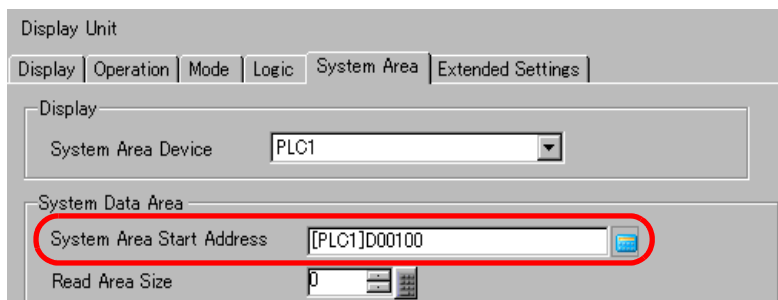 Display Unit
Display Operation Mode Logic System Area Extended Settings
Display
System Area Device PLC1
System Data Area
System Area Start Address [PLC1]D00100
Read Area Size 0